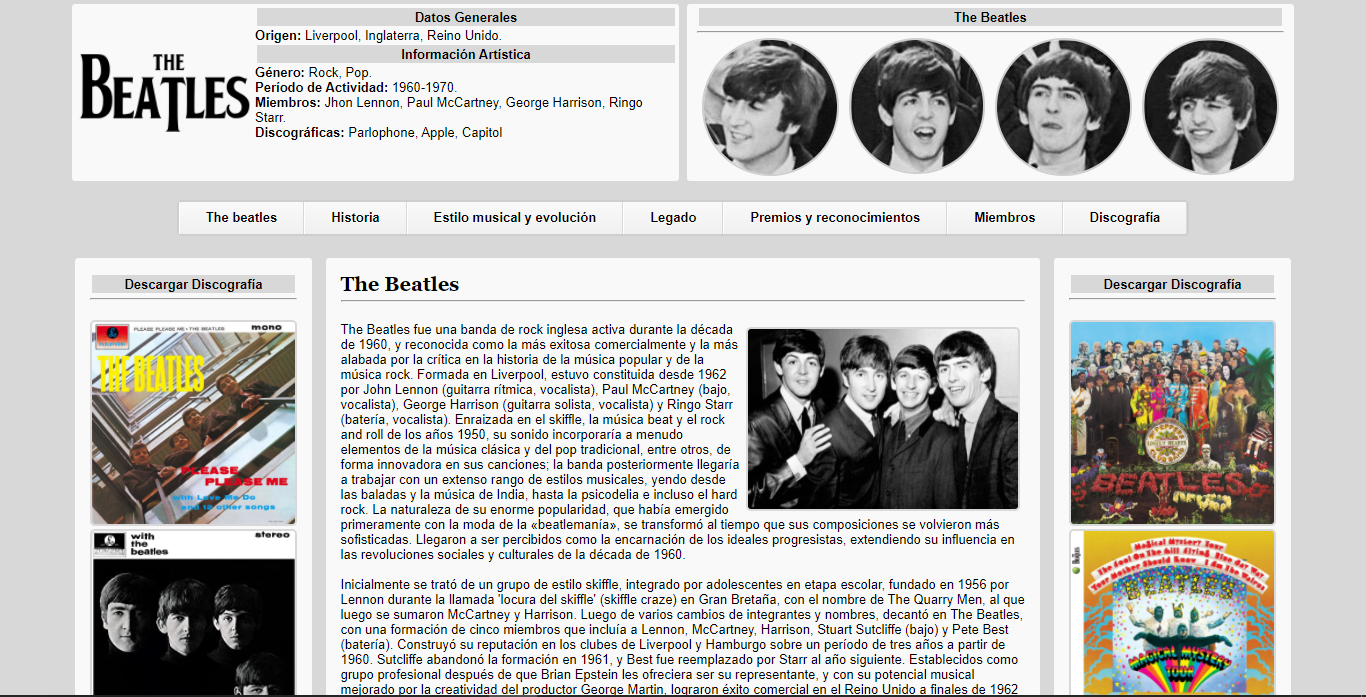 THE
BEATLES
Datos Generales
Origen: Liverpool, Inglaterra, Reino Unido.
Información Artística
Género: Rock, Pop.
Período de Actividad: 1960-1970.
Miembros: Jhon Lennon, Paul McCartney, George Harrison, Ringo
Starr.
Discográficas: Parlophone, Apple, Capitol
The Beatles
The beatles
Historia
Estilo musical y evolución
Legado
Premios y reconocimientos
Miembros
Discografía
Descargar Discografía
PLEASE PLEASE ME • THE BEATLES
mono
THE BEATLES
PLEASE
PLEASE ME
with Love Me Do
and 12 other songs
with
the
beatles
stereo
The Beatles
The Beatles fue una banda de rock inglesa activa durante la década
de 1960, y reconocida como la más exitosa comercialmente y la más
alabada por la crítica en la historia de la música popular y de la
música rock. Formada en Liverpool, estuvo constituida desde 1962
por John Lennon (guitarra rítmica, vocalista), Paul McCartney (bajo,
vocalista), George Harrison (guitarra solista, vocalista) y Ringo Starr
(batería, vocalista). Enraizada en el skiffle, la música beat y el rock
and roll de los años 1950, su sonido incorporaría a menudo
elementos de la música clásica y del pop tradicional, entre otros, de
forma innovadora en sus canciones; la banda posteriormente llegaría
a trabajar con un extenso rango de estilos musicales, yendo desde
las baladas y la música de India, hasta la psicodelia e incluso el hard
rock. La naturaleza de su enorme popularidad, que había emergido
primeramente con la moda de la «beatlemanía», se transformó al tiempo que sus composiciones se volvieron más
sofisticadas. Llegaron a ser percibidos como la encarnación de los ideales progresistas, extendiendo su influencia en
las revoluciones sociales y culturales de la década de 1960.
Inicialmente se trató de un grupo de estilo skiffle, integrado por adolescentes en etapa escolar, fundado en 1956 por
Lennon durante la llamada 'locura del skiffle' (skiffle craze) en Gran Bretaña, con el nombre de The Quarry Men, al que
luego se sumaron McCartney y Harrison. Luego de varios cambios de integrantes y nombres, decantó en The Beatles,
con una formación de cinco miembros que incluía a Lennon, McCartney, Harrison, Stuart Sutcliffe (bajo) y Pete Best
(batería). Construyó su reputación en los clubes de Liverpool y Hamburgo sobre un período de tres años a partir de
1960. Sutcliffe abandonó la formación en 1961, y Best fue reemplazado por Starr al año siguiente. Establecidos como
grupo profesional después de que Brian Epstein les ofreciera ser su representante, y con su potencial musical
mejorado por la creatividad del productor George Martin, lograron éxito comercial en el Reino Unido a finales de 1962
Descargar Discografía
LONELY HEARTS
BEATLES
Magical Mystery Tour
The Fool On The Hill Flying Blue Jay Way
Your Mother Should Know I Am The Walrus
BEATLES
MAGICAL MYSTERY
TOUR